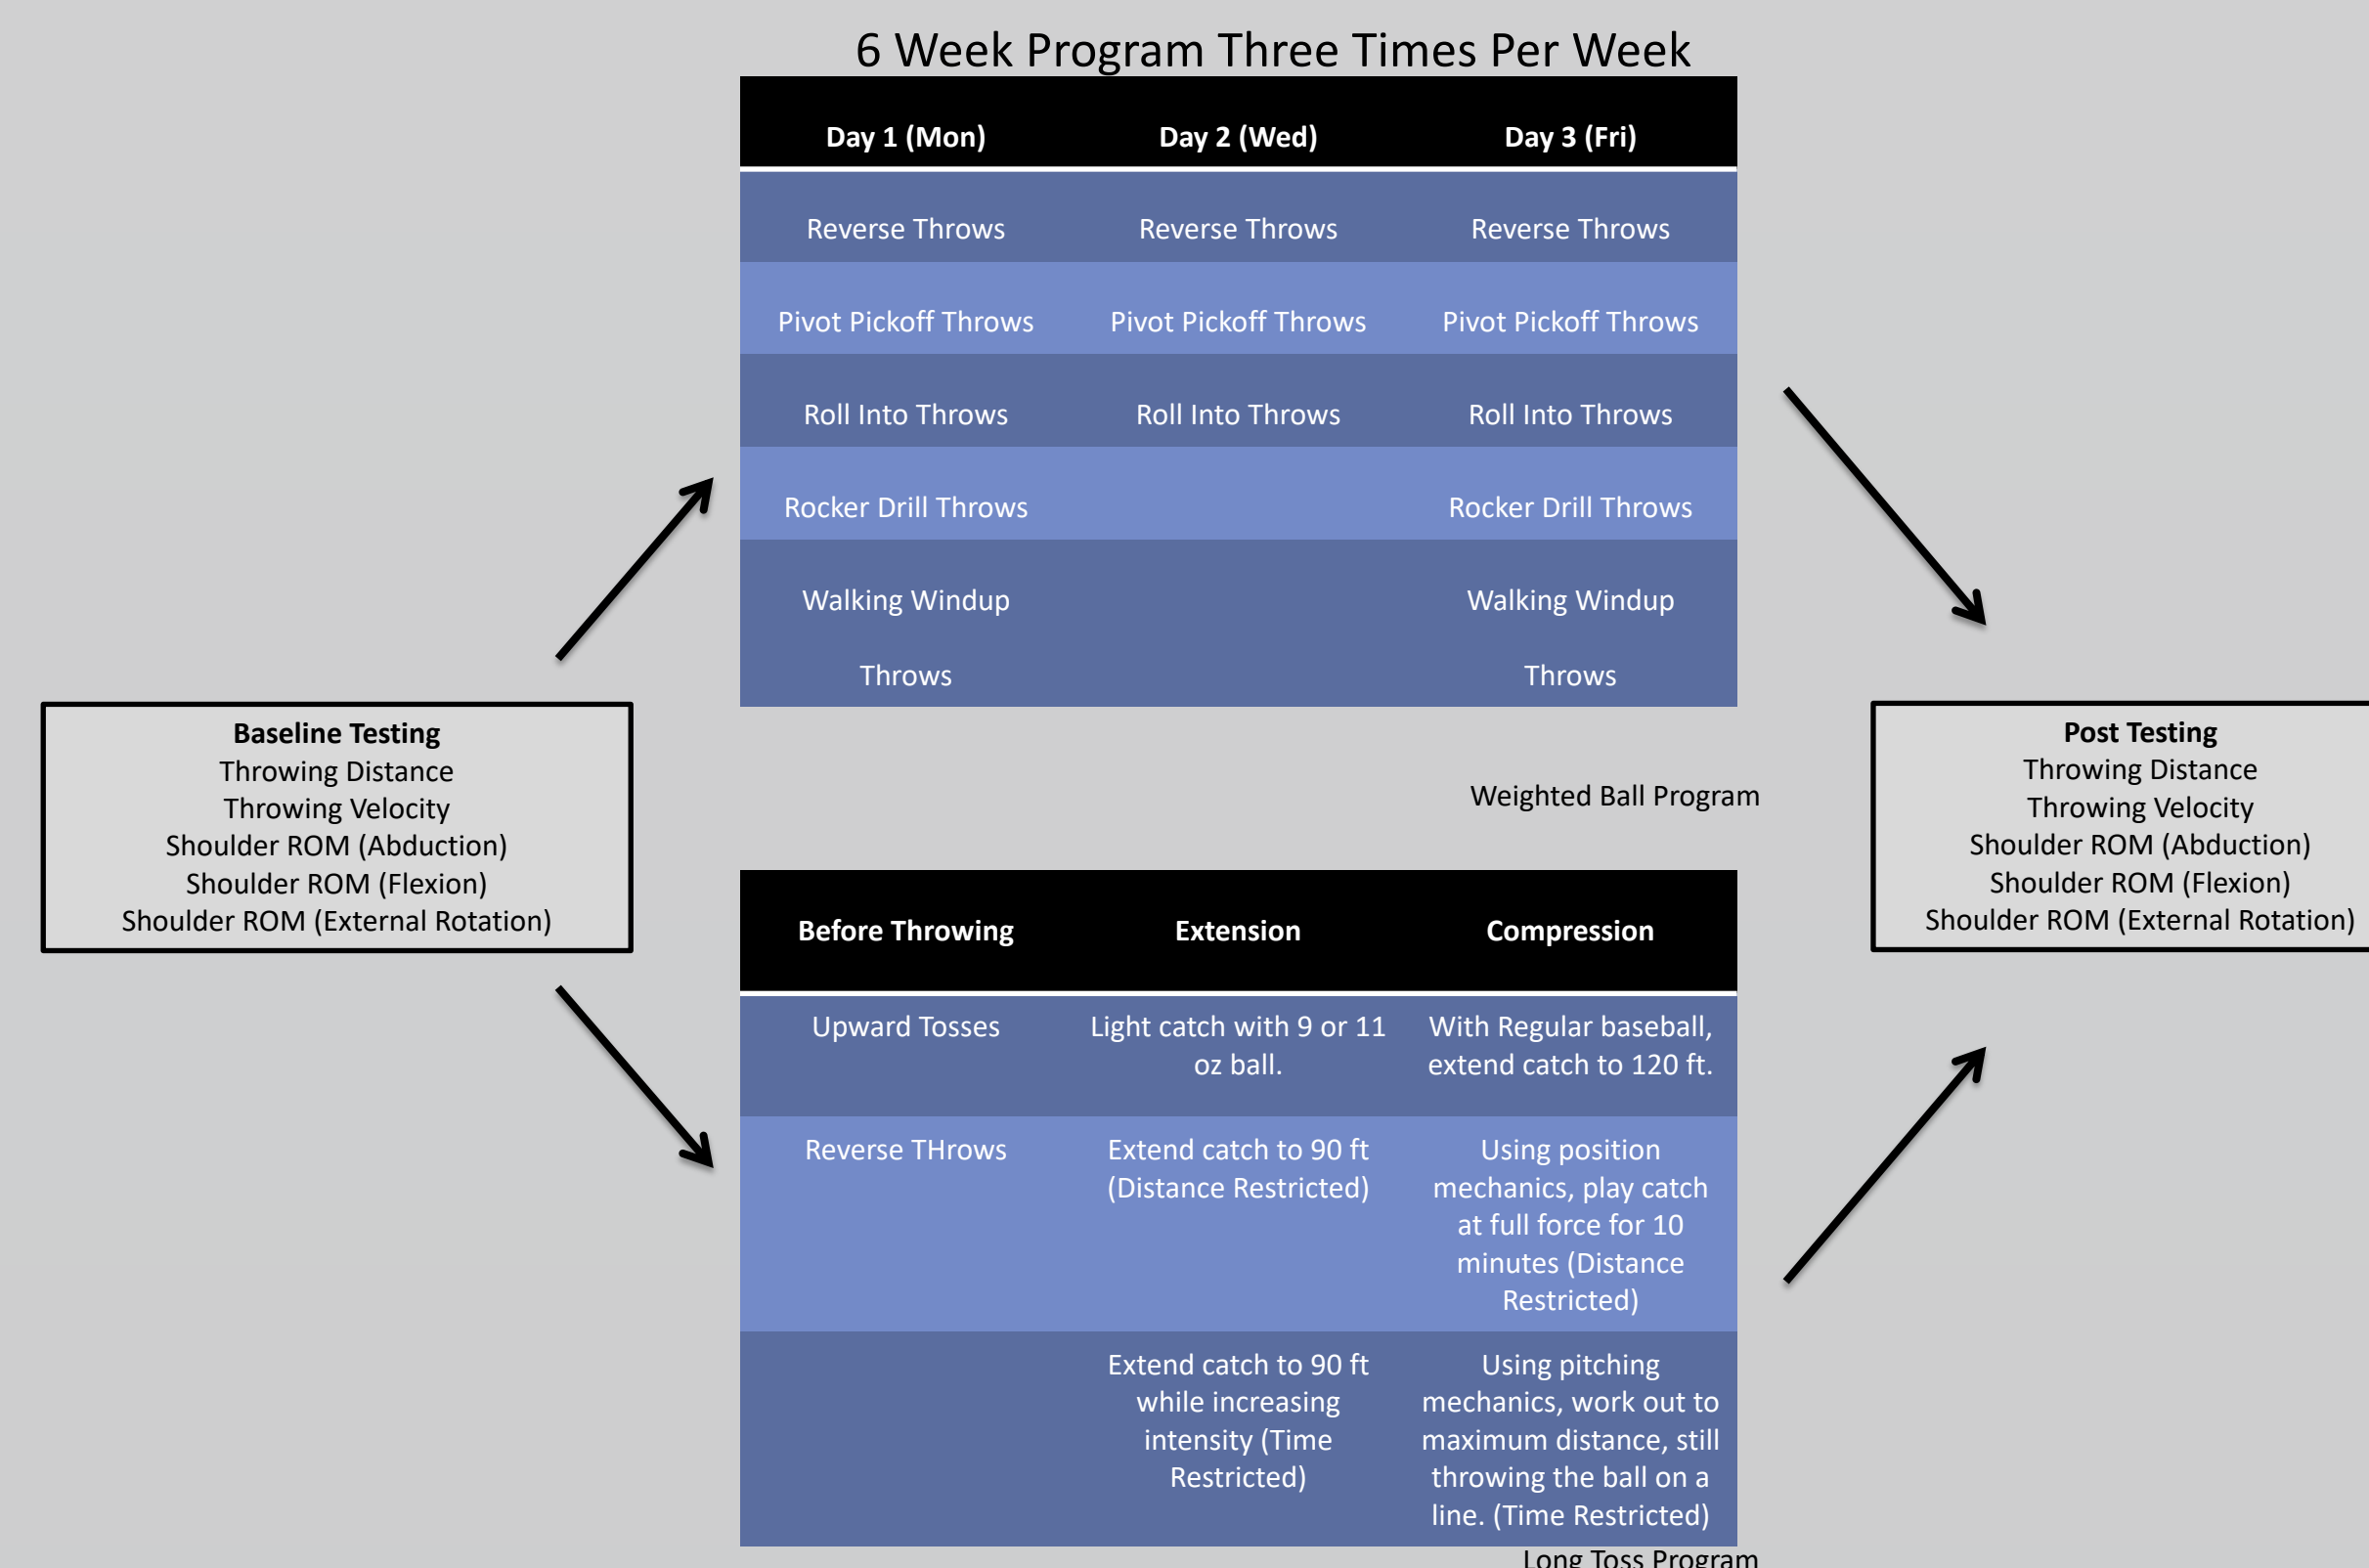 6 Week Program Three Times Per Week
Day 1 (Mon) Day 2 (Wed) Day 3 (Fri)
Reverse Throws Reverse Throws Reverse Throws
Pivot Pickoff Throws Pivot Pickoff Throws Pivot Pickoff Throws
Roll Into Throws Roll Into Throws Roll Into Throws
Rocker Drill Throws Rocker Drill Throws
Walking Windup Walking Windup
Throws Throws
Weighted Ball Program
Baseline Testing
Throwing Distance
Throwing Velocity
Shoulder ROM (Abduction)
Shoulder ROM (Flexion)
Shoulder ROM (External Rotation)
Post Testing
Throwing Distance
Throwing Velocity
Shoulder ROM (Abduction)
Shoulder ROM (Flexion)
Shoulder ROM (External Rotation)
Before Throwing Extension Compression
Upward Tosses
Light catch with 9 or 11
oz ball.
With Regular baseball,
extend catch to 120 ft.
Reverse THrows
Extend catch to 90 ft
(Distance Restricted)
Using position
mechanics, play catch
at full force for 10
minutes (Distance
Restricted)
Extend catch to 90 ft
while increasing
intensity (Time
Restricted)
Using pitching
mechanics, work out to
maximum distance, still
throwing the ball on a
line. (Time Restricted)
Long Toss Program